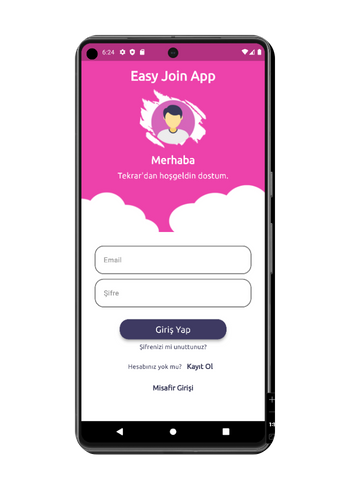 6:24
Easy Join App
Merhaba
Tekrar'dan hoşgeldin dostum.
Email
Şifre
Giriş Yap
Şifrenizi mi unuttunuz?
Hesabınız yok mu? Kayıt Ol
Misafir Girişi